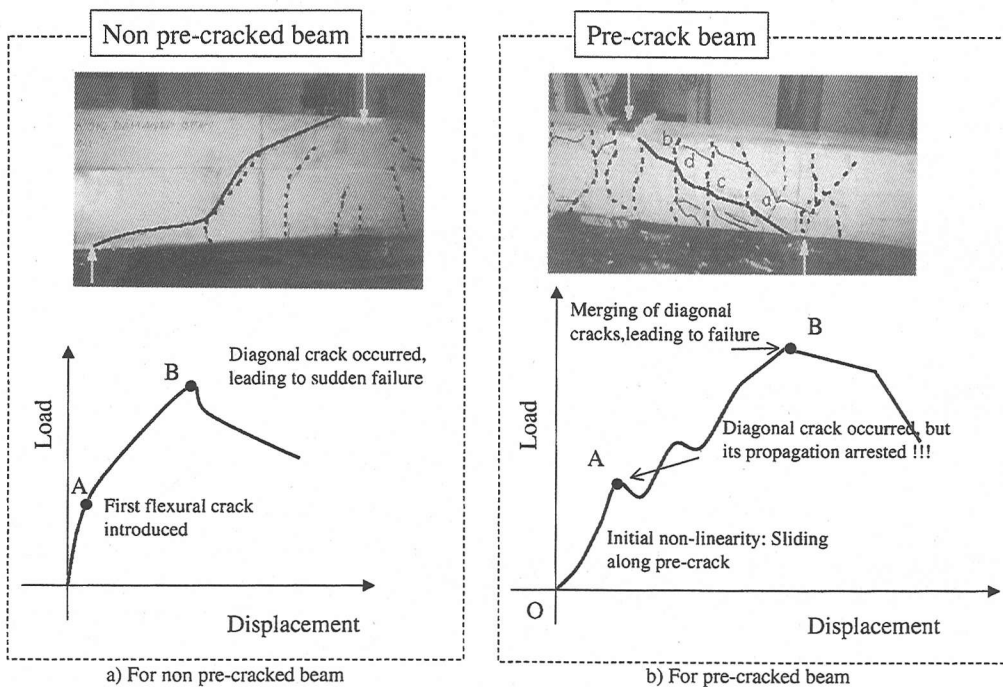 Non pre-cracked beam
B
Diagonal crack occurred,
leading to sudden failure
A
First flexural crack
introduced
Load
Displacement
a) For non pre-cracked beam
Pre-crack beam
b
d
c
a
Merging of diagonal
cracks,leading to failure
B
Diagonal crack occurred, but
its propagation arrested !!!
A
Initial non-linearity: Sliding
along pre-crack
Load
O
Displacement
b) For pre-cracked beam